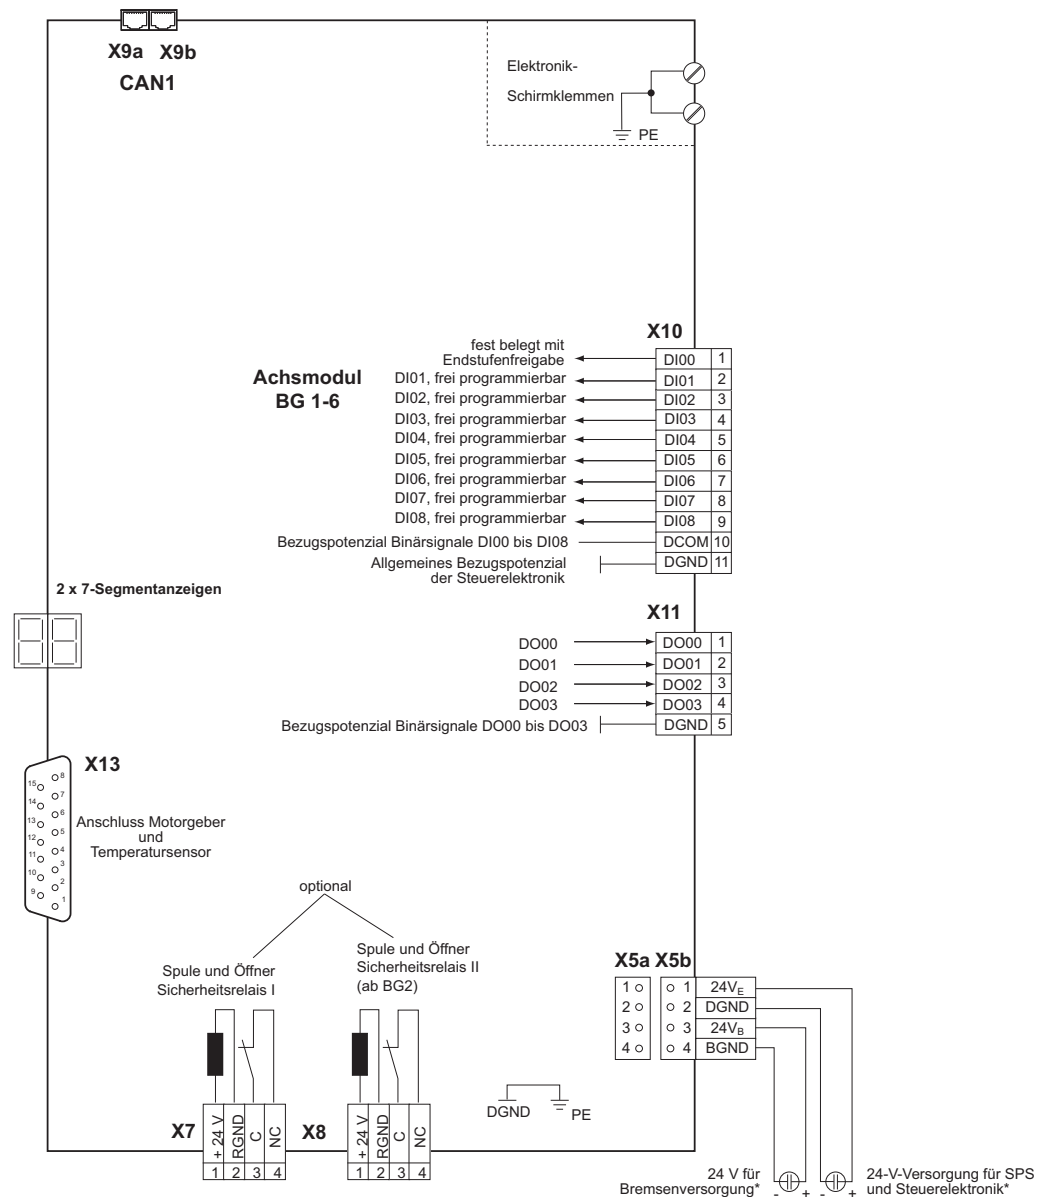 X9a X9b
CAN1
Elektronik-
Schirmklemmen
PE
Achsmodul
BG 1-6
X10
fest belegt mit
Endstufenfreigabe DI00 1
DI01, frei programmierbar DI01 2
DI02, frei programmierbar DI02 3
DI03, frei programmierbar DI03 4
DI04, frei programmierbar DI04 5
DI05, frei programmierbar DI05 6
DI06, frei programmierbar DI06 7
DI07, frei programmierbar DI07 8
DI08, frei programmierbar DI08 9
Bezugspotenzial Binärsignale DI00 bis DI08 DCOM 10
Allgemeines Bezugspotenzial DGND 11
der Steuerelektronik
2 x 7-Segmentanzeigen
X11
DO00 DO00 1
DO01 DO01 2
DO02 DO02 3
DO03 DO03 4
Bezugspotenzial Binärsignale DO00 bis DO03 DGND 5
X13
15 8
14 7
13 6
12 5
11 4
10 3
9 2
1
Anschluss Motorgeber
und
Temperatursensor
optional
Spule und Öffner
Sicherheitsrelais I
Spule und Öffner
Sicherheitsrelais II
(ab BG2)
X5a X5b
1 1 24VE
2 2 DGND
3 3 24VB
4 4 BGND
DGND PE
X7
+ 24 V RGND C NC
1 2 3 4
X8
+ 24 V RGND C NC
1 2 3 4
24 V für
Bremsenversorgung*
- +
- +
24-V-Versorgung für SPS
und Steuerelektronik*